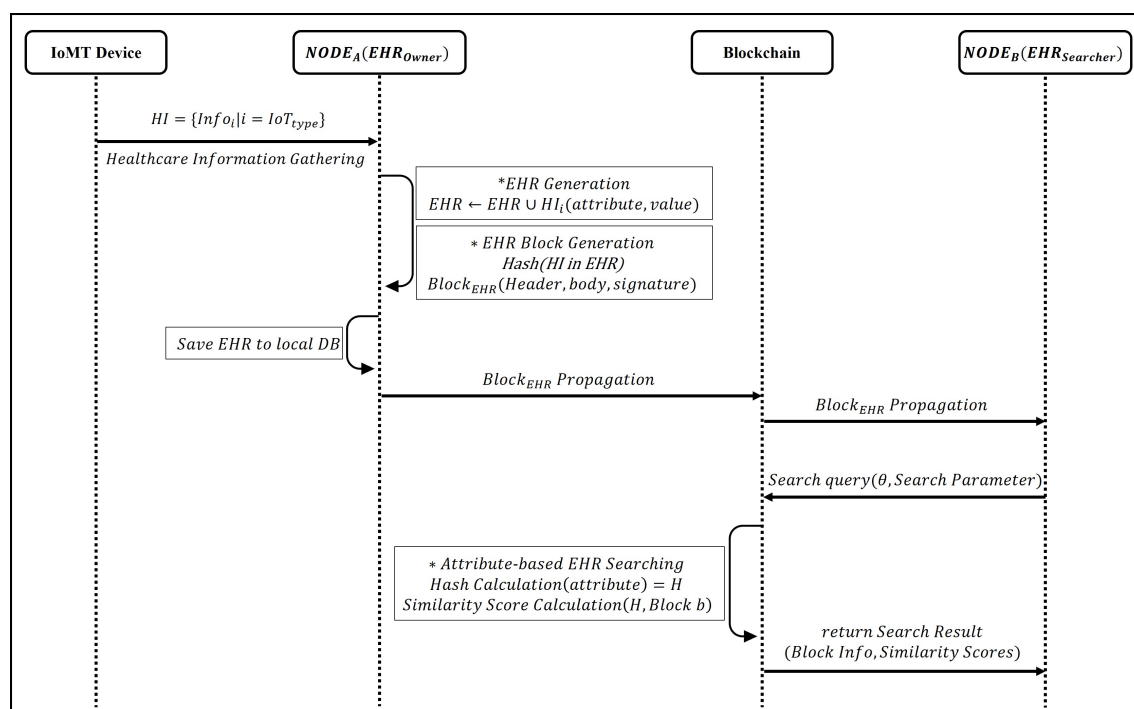 IoMT Device
NODE_A(EHR_Owner)
Blockchain
NODE_B(EHR_Searcher)
HI = {Info_i|i = IoT_type}
Healthcare Information Gathering
*EHR Generation
EHR ← EHR ∪ HI_i(attribute, value)
* EHR Block Generation
Hash(HI in EHR)
Block_EHR(Header, body, signature)
Save EHR to local DB
Block_EHR Propagation
Block_EHR Propagation
Search query(θ, Search Parameter)
* Attribute-based EHR Searching
Hash Calculation(attribute) = H
Similarity Score Calculation(H, Block b)
return Search Result
(Block Info, Similarity Scores)